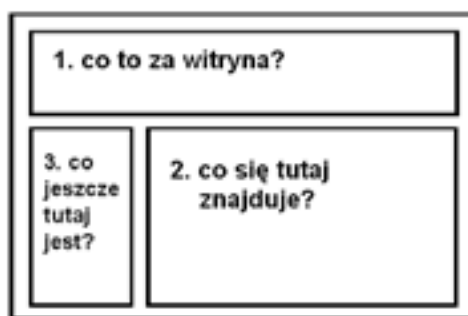 1. co to za witryna?
3. co
jeszcze
tutaj
jest?
2. co się tutaj
znajduje?